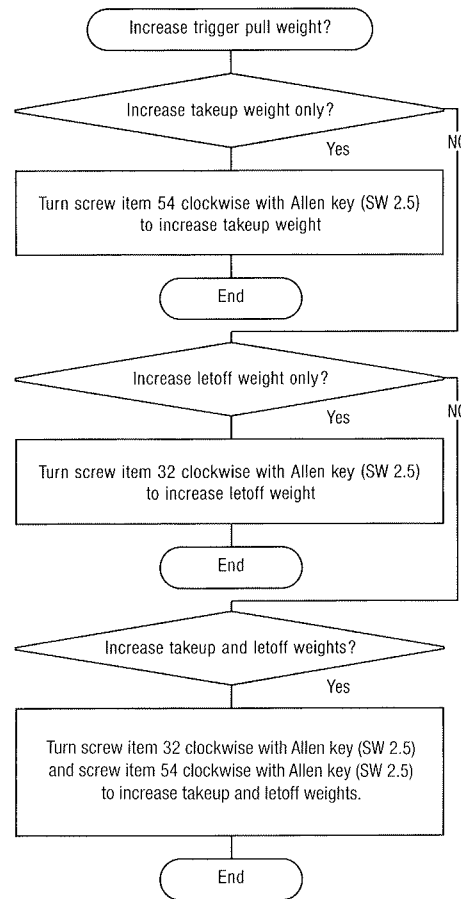 Increase trigger pull weight?
Increase takeup weight only?
Yes
NO
Turn screw item 54 clockwise with Allen key (SW 2.5)
to increase takeup weight
End
Increase letoff weight only?
Yes
NO
Turn screw item 32 clockwise with Allen key (SW 2.5)
to increase letoff weight
End
Increase takeup and letoff weights?
Yes
Turn screw item 32 clockwise with Allen key (SW 2.5)
and screw item 54 clockwise with Allen key (SW 2.5)
to increase takeup and letoff weights.
End